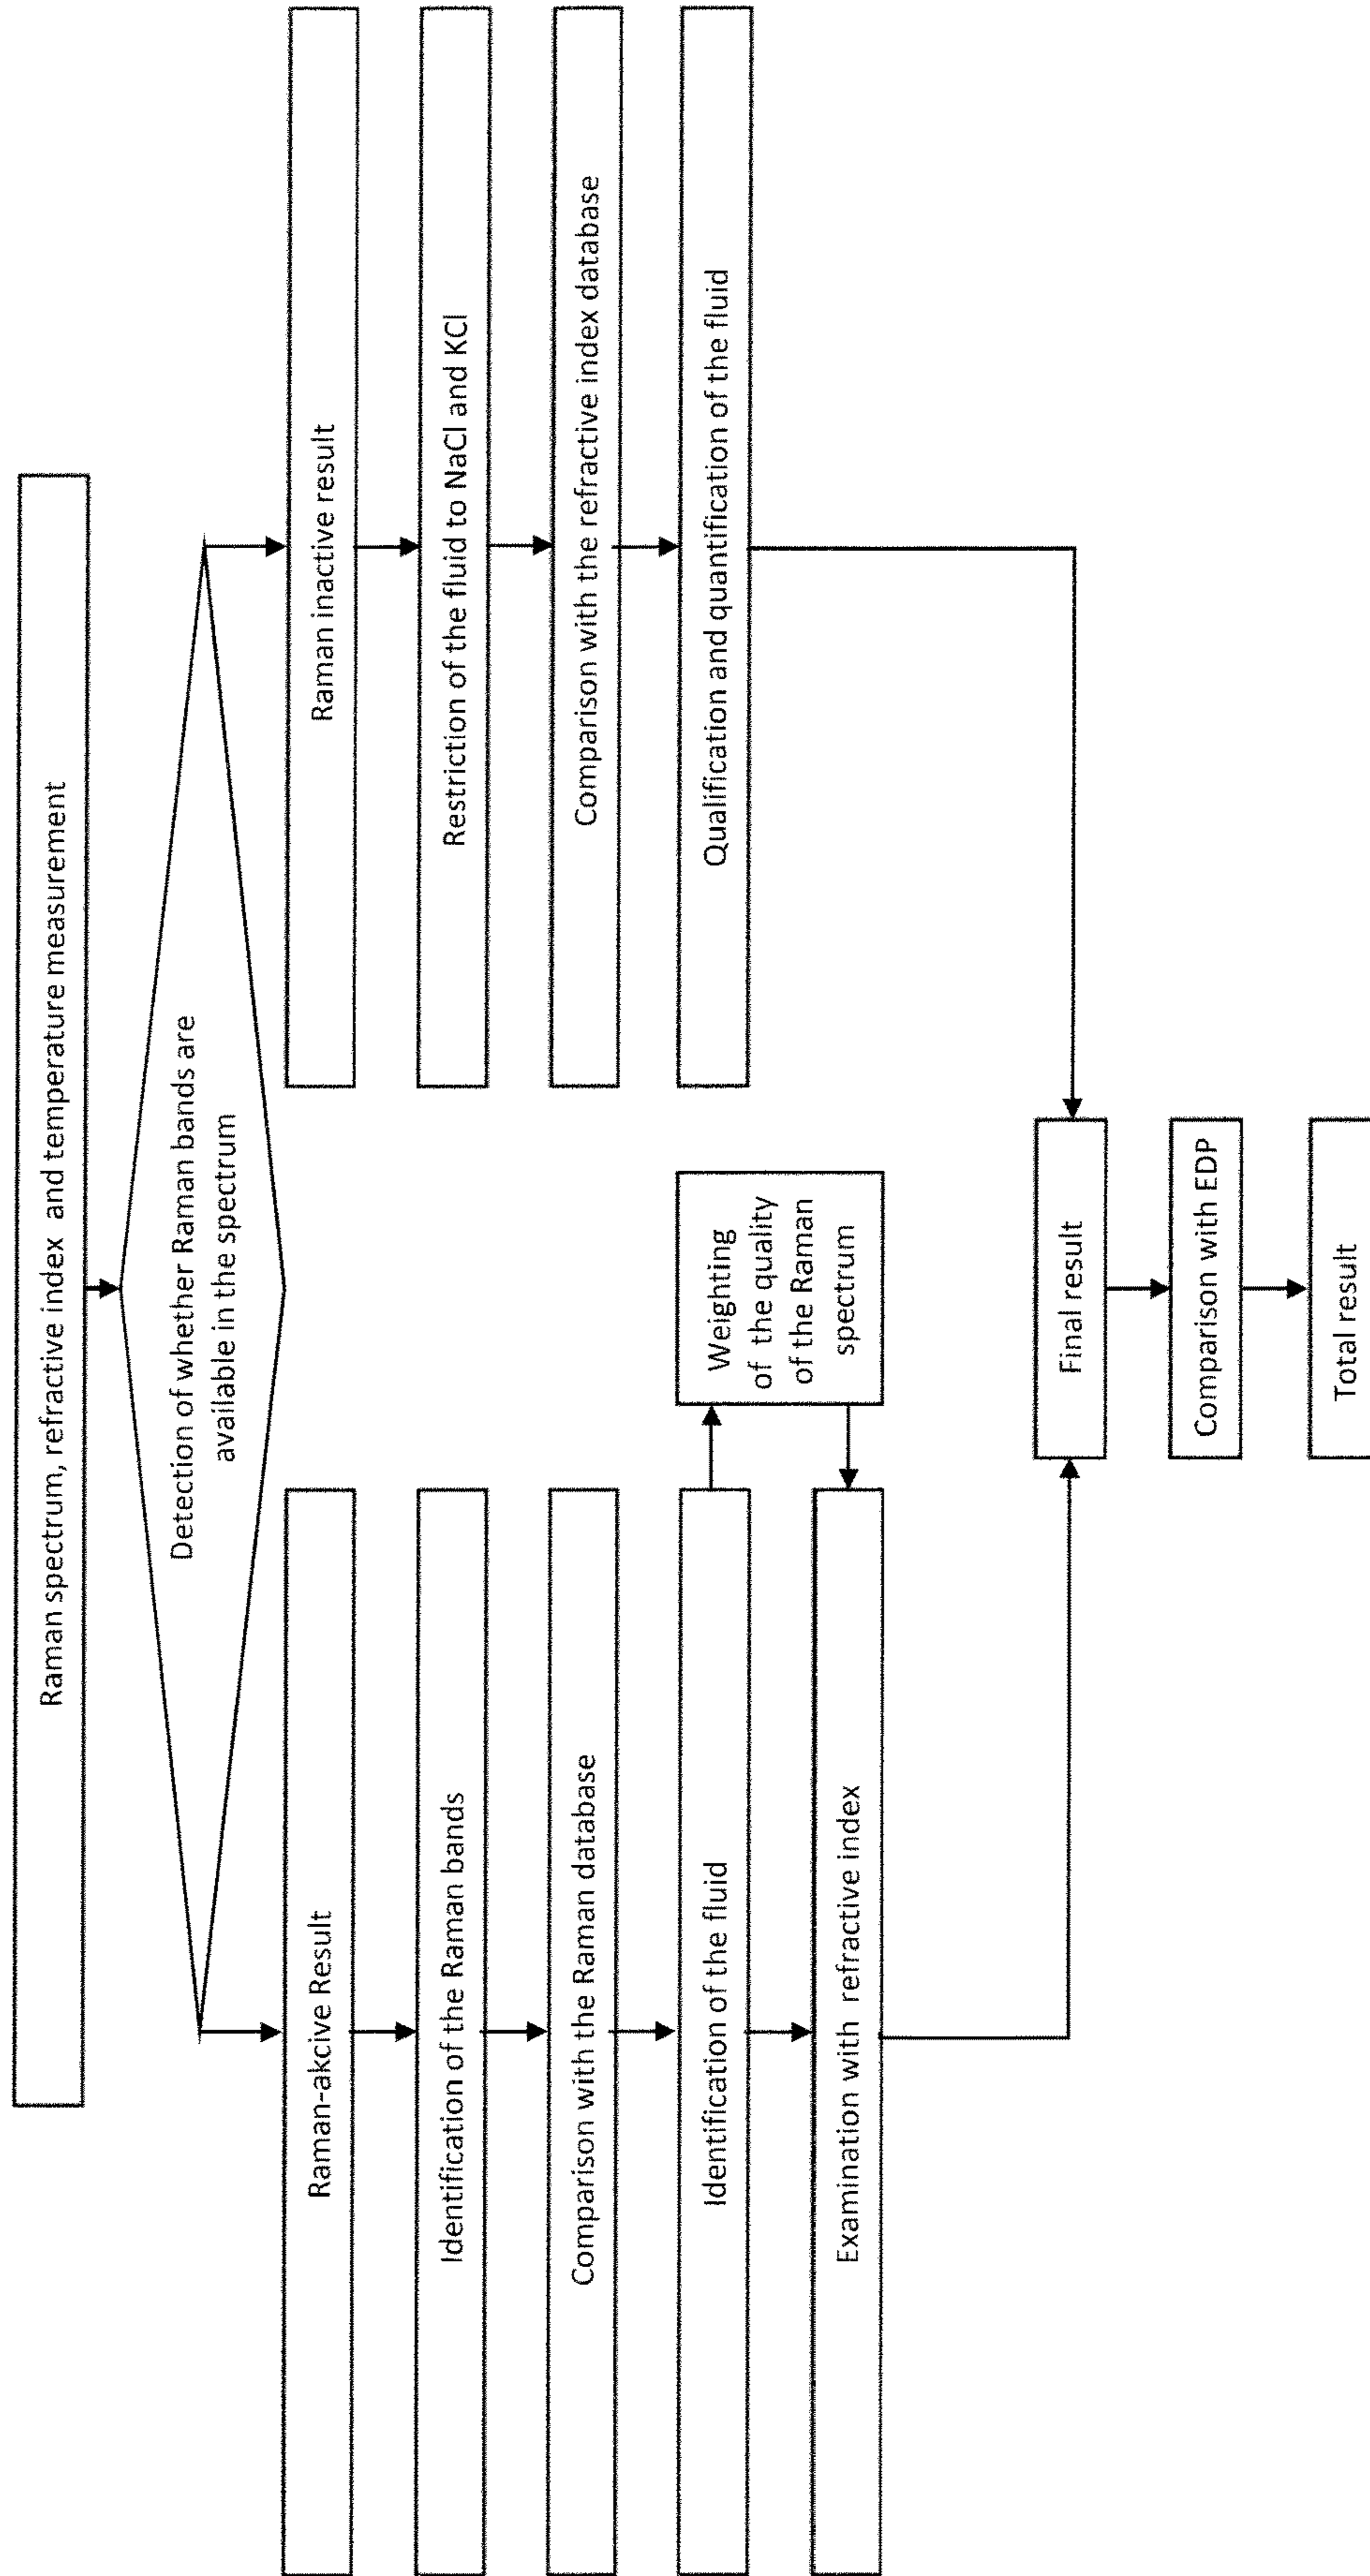 Raman spectrum, refractive index and temperature measurement
Detection of whether Raman bands are
available in the spectrum
Raman-akcive Result
Identification of the Raman bands
Comparison with the Raman database
Identification of the fluid
Examination with refractive index
Weighting
of the quality
of the Raman
spectrum
Raman inactive result
Restriction of the fluid to NaCl and KCl
Comparison with the refractive index database
Qualification and quantification of the fluid
Final result
Comparison with EDP
Total result